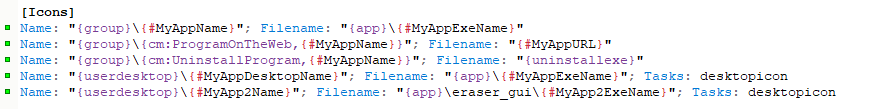 [Icons]
Name: "{group}\{#MyAppName}"; Filename: "{app}\{#MyAppExeName}"
Name: "{group}\{cm:ProgramOnTheWeb,{#MyAppName}}"; Filename: "{#MyAppURL}"
Name: "{group}\{cm:UninstallProgram,{#MyAppName}}"; Filename: "{uninstallexe}"
Name: "{userdesktop}\{#MyAppDesktopName}"; Filename: "{app}\{#MyAppExeName}"; Tasks: desktopicon
Name: "{userdesktop}\{#MyApp2Name}"; Filename: "{app}\eraser_gui\{#MyApp2ExeName}"; Tasks: desktopicon